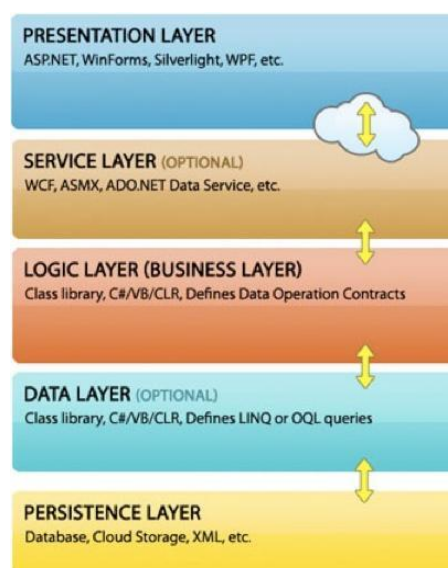 PRESENTATION LAYER
ASP.NET, WinForms, Silverlight, WPF, etc.
SERVICE LAYER (OPTIONAL)
WCF, ASMX, ADO.NET Data Service, etc.
LOGIC LAYER (BUSINESS LAYER)
Class library, C#/VB/CLR, Defines Data Operation Contracts
DATA LAYER (OPTIONAL)
Class library, C#/VB/CLR, Defines LINQ or OQL queries
PERSISTENCE LAYER
Database, Cloud Storage, XML, etc.